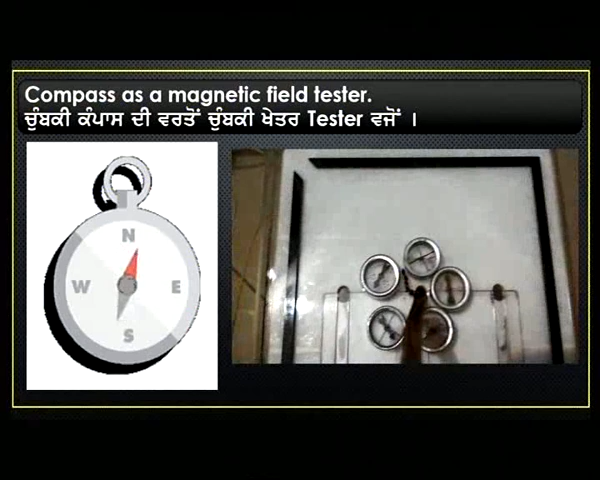 Compass as a magnetic field tester.
ਚੁੰਬਕੀ ਕੰਪਾਸ ਦੀ ਵਰਤੋਂ ਚੁੰਬਕੀ ਖੇਤਰ Tester ਵਜੋਂ ।
N
W E
S